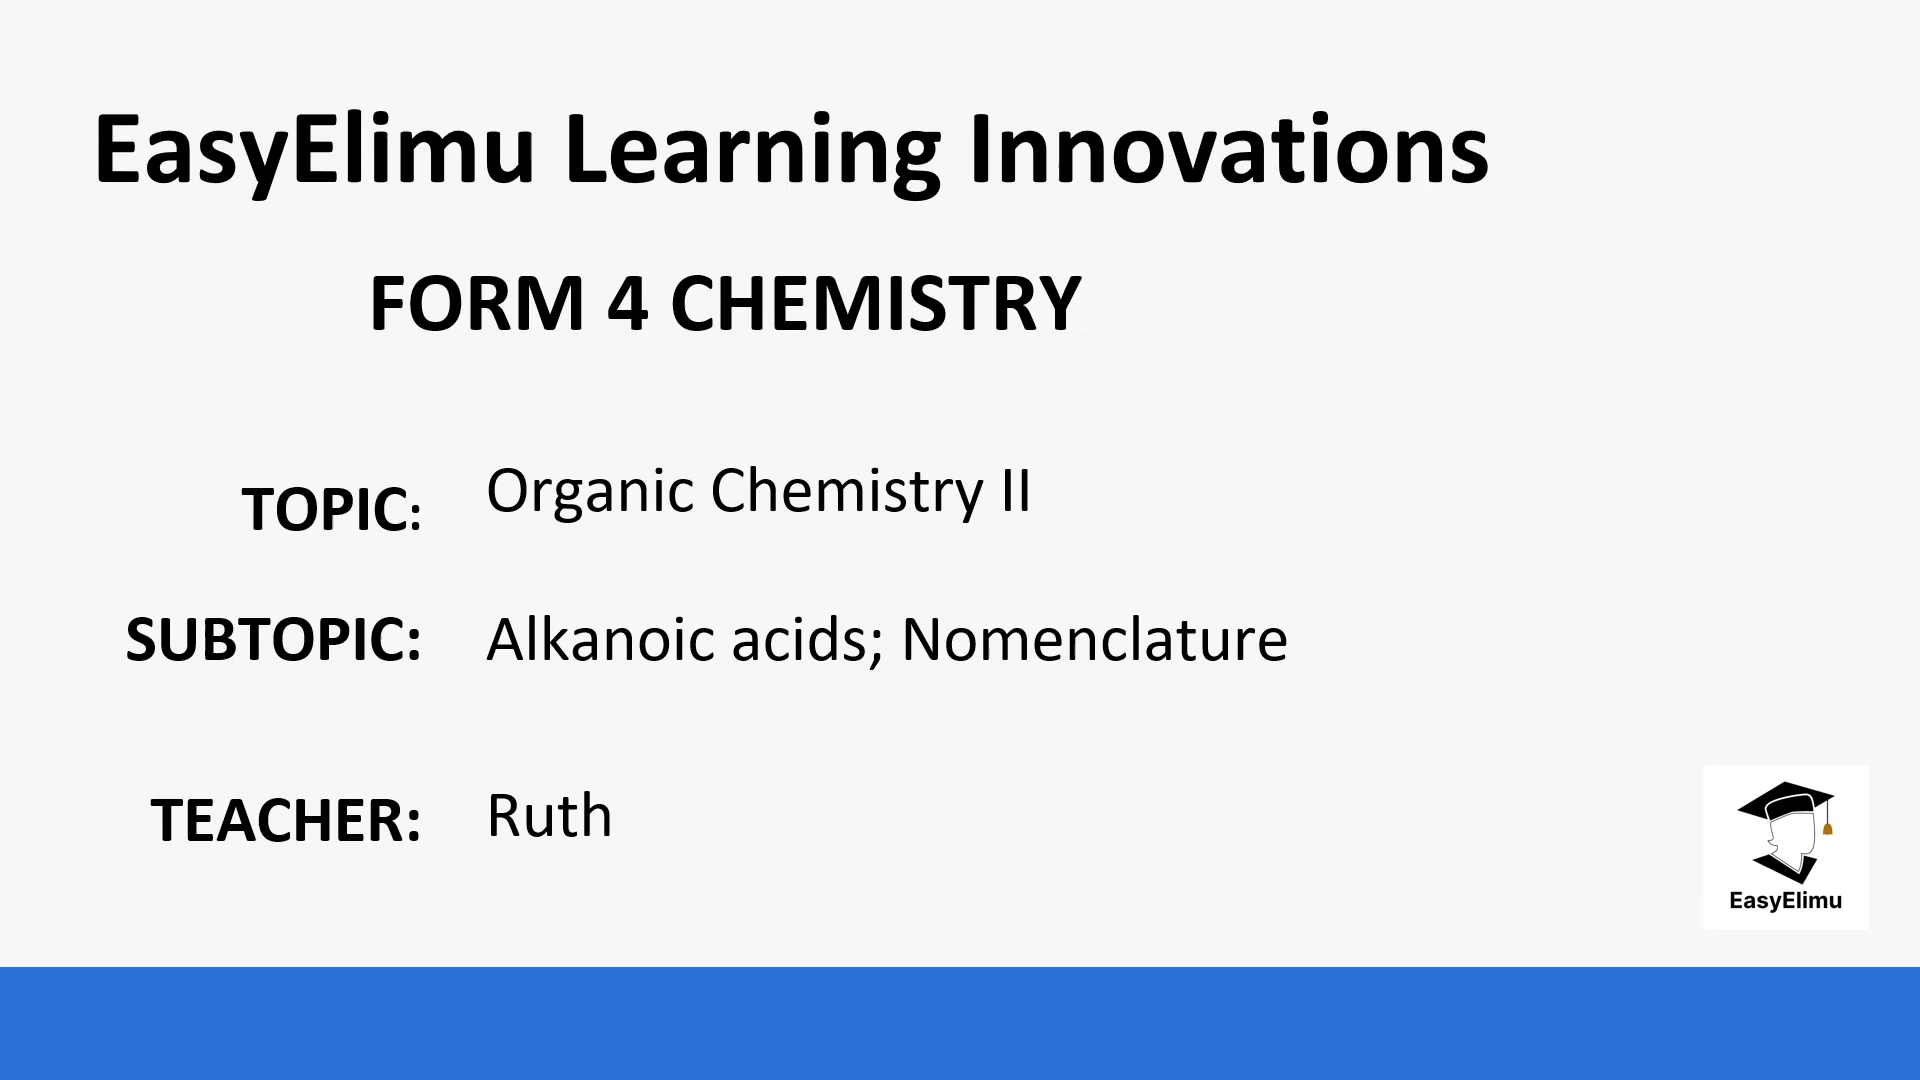 EasyElimu Learning Innovations
FORM 4 CHEMISTRY
TOPIC: Organic Chemistry II
SUBTOPIC: Alkanoic acids; Nomenclature
TEACHER: Ruth
EasyElimu